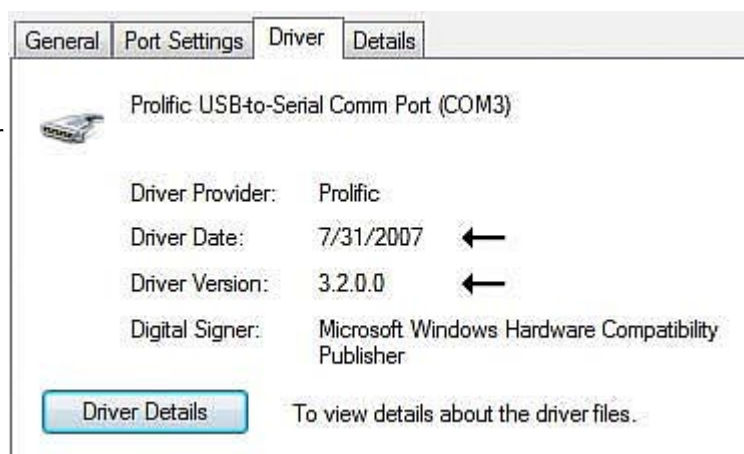 General Port Settings Driver Details
Prolific USB-to-Serial Comm Port (COM3)
Driver Provider: Prolific
Driver Date: 7/31/2007
Driver Version: 3.2.0.0
Digital Signer: Microsoft Windows Hardware Compatibility
Publisher
Driver Details To view details about the driver files.